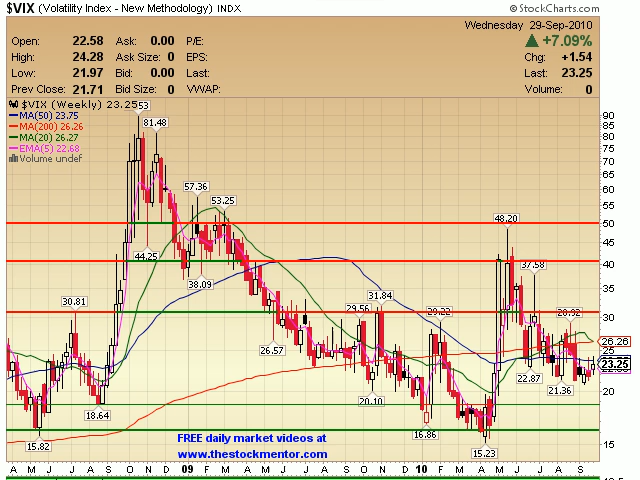 $VIX (Volatility Index - New Methodology) INDX
© StockCharts.com
Wednesday 29-Sep-2010
Open: 22.58 Ask: 0.00 P/E: ▲ +7.09%
High: 24.28 Ask Size: 0 EPS: Chg: +1.54
Low: 21.97 Bid: 0.00 Last: Last: 23.25
Prev Close: 21.71 Bid Size: 0 VWAP: Volume: 0
$VIX (Weekly) 23.25
MA(50) 23.75
MA(200) 26.26
MA(20) 26.27
EMA(5) 22.68
Volume undef
53
81.48
57.36
53.25
48.20
44.25
38.09
37.58
30.81
31.84
29.56
29.22
28.92
26.57
22.87
21.36
20.10
18.64
16.86
15.82
15.23
90
85
80
75
70
65
60
55
50
45
40
35
30
26.26
25
23.25
20
15
FREE daily market videos at
www.thestockmentor.com
A M J J A S O N D 09 F M A M J J A S O N D 10 F M A M J J A S